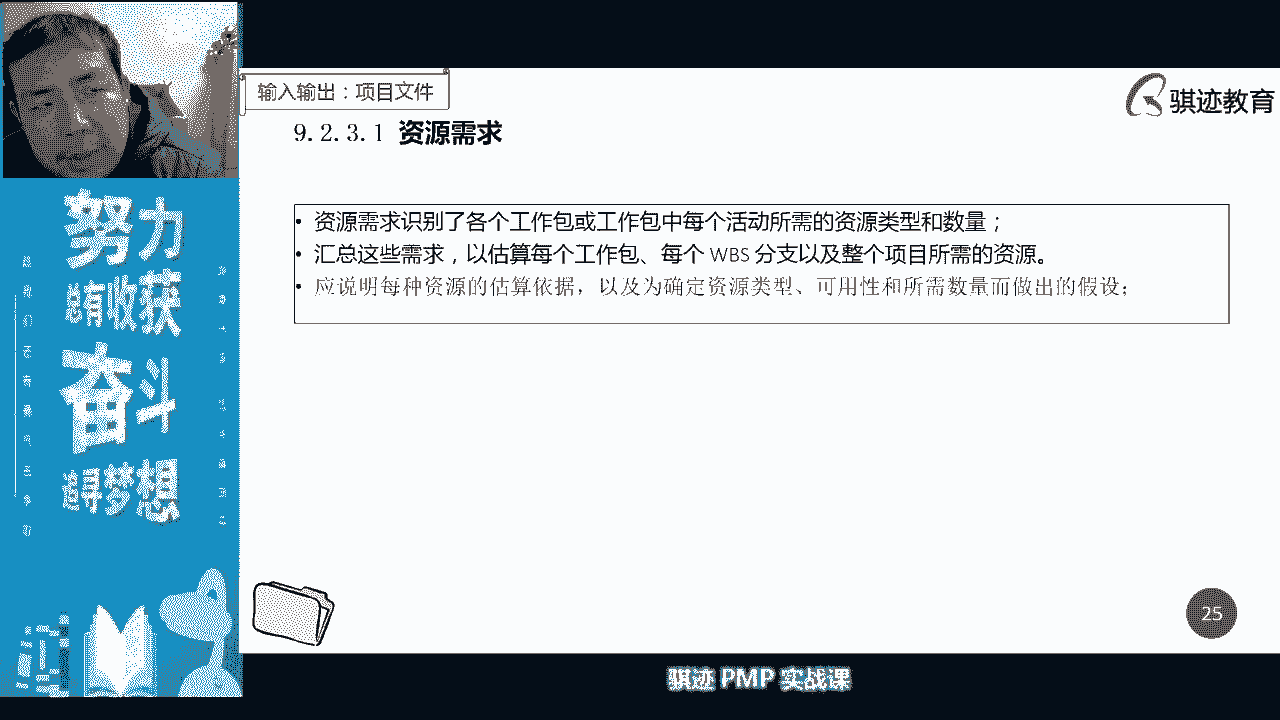 输入输出：项目文件
骐迹教育
9.2.3.1 资源需求
• 资源需求识别了各个工作包或工作包中每个活动所需的资源类型和数量；
• 汇总这些需求，以估算每个工作包、每个 WBS 分支以及整个项目所需的资源。
• 应说明每种资源的估算依据，以及为确定资源类型、可用性和所需数量而做出的假设；
努力
总有收获
奋斗
追寻梦想
25
骐迹 PMP 实战课